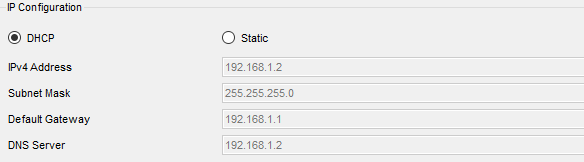 IP Configuration
DHCP Static
IPv4 Address 192.168.1.2
Subnet Mask 255.255.255.0
Default Gateway 192.168.1.1
DNS Server 192.168.1.2